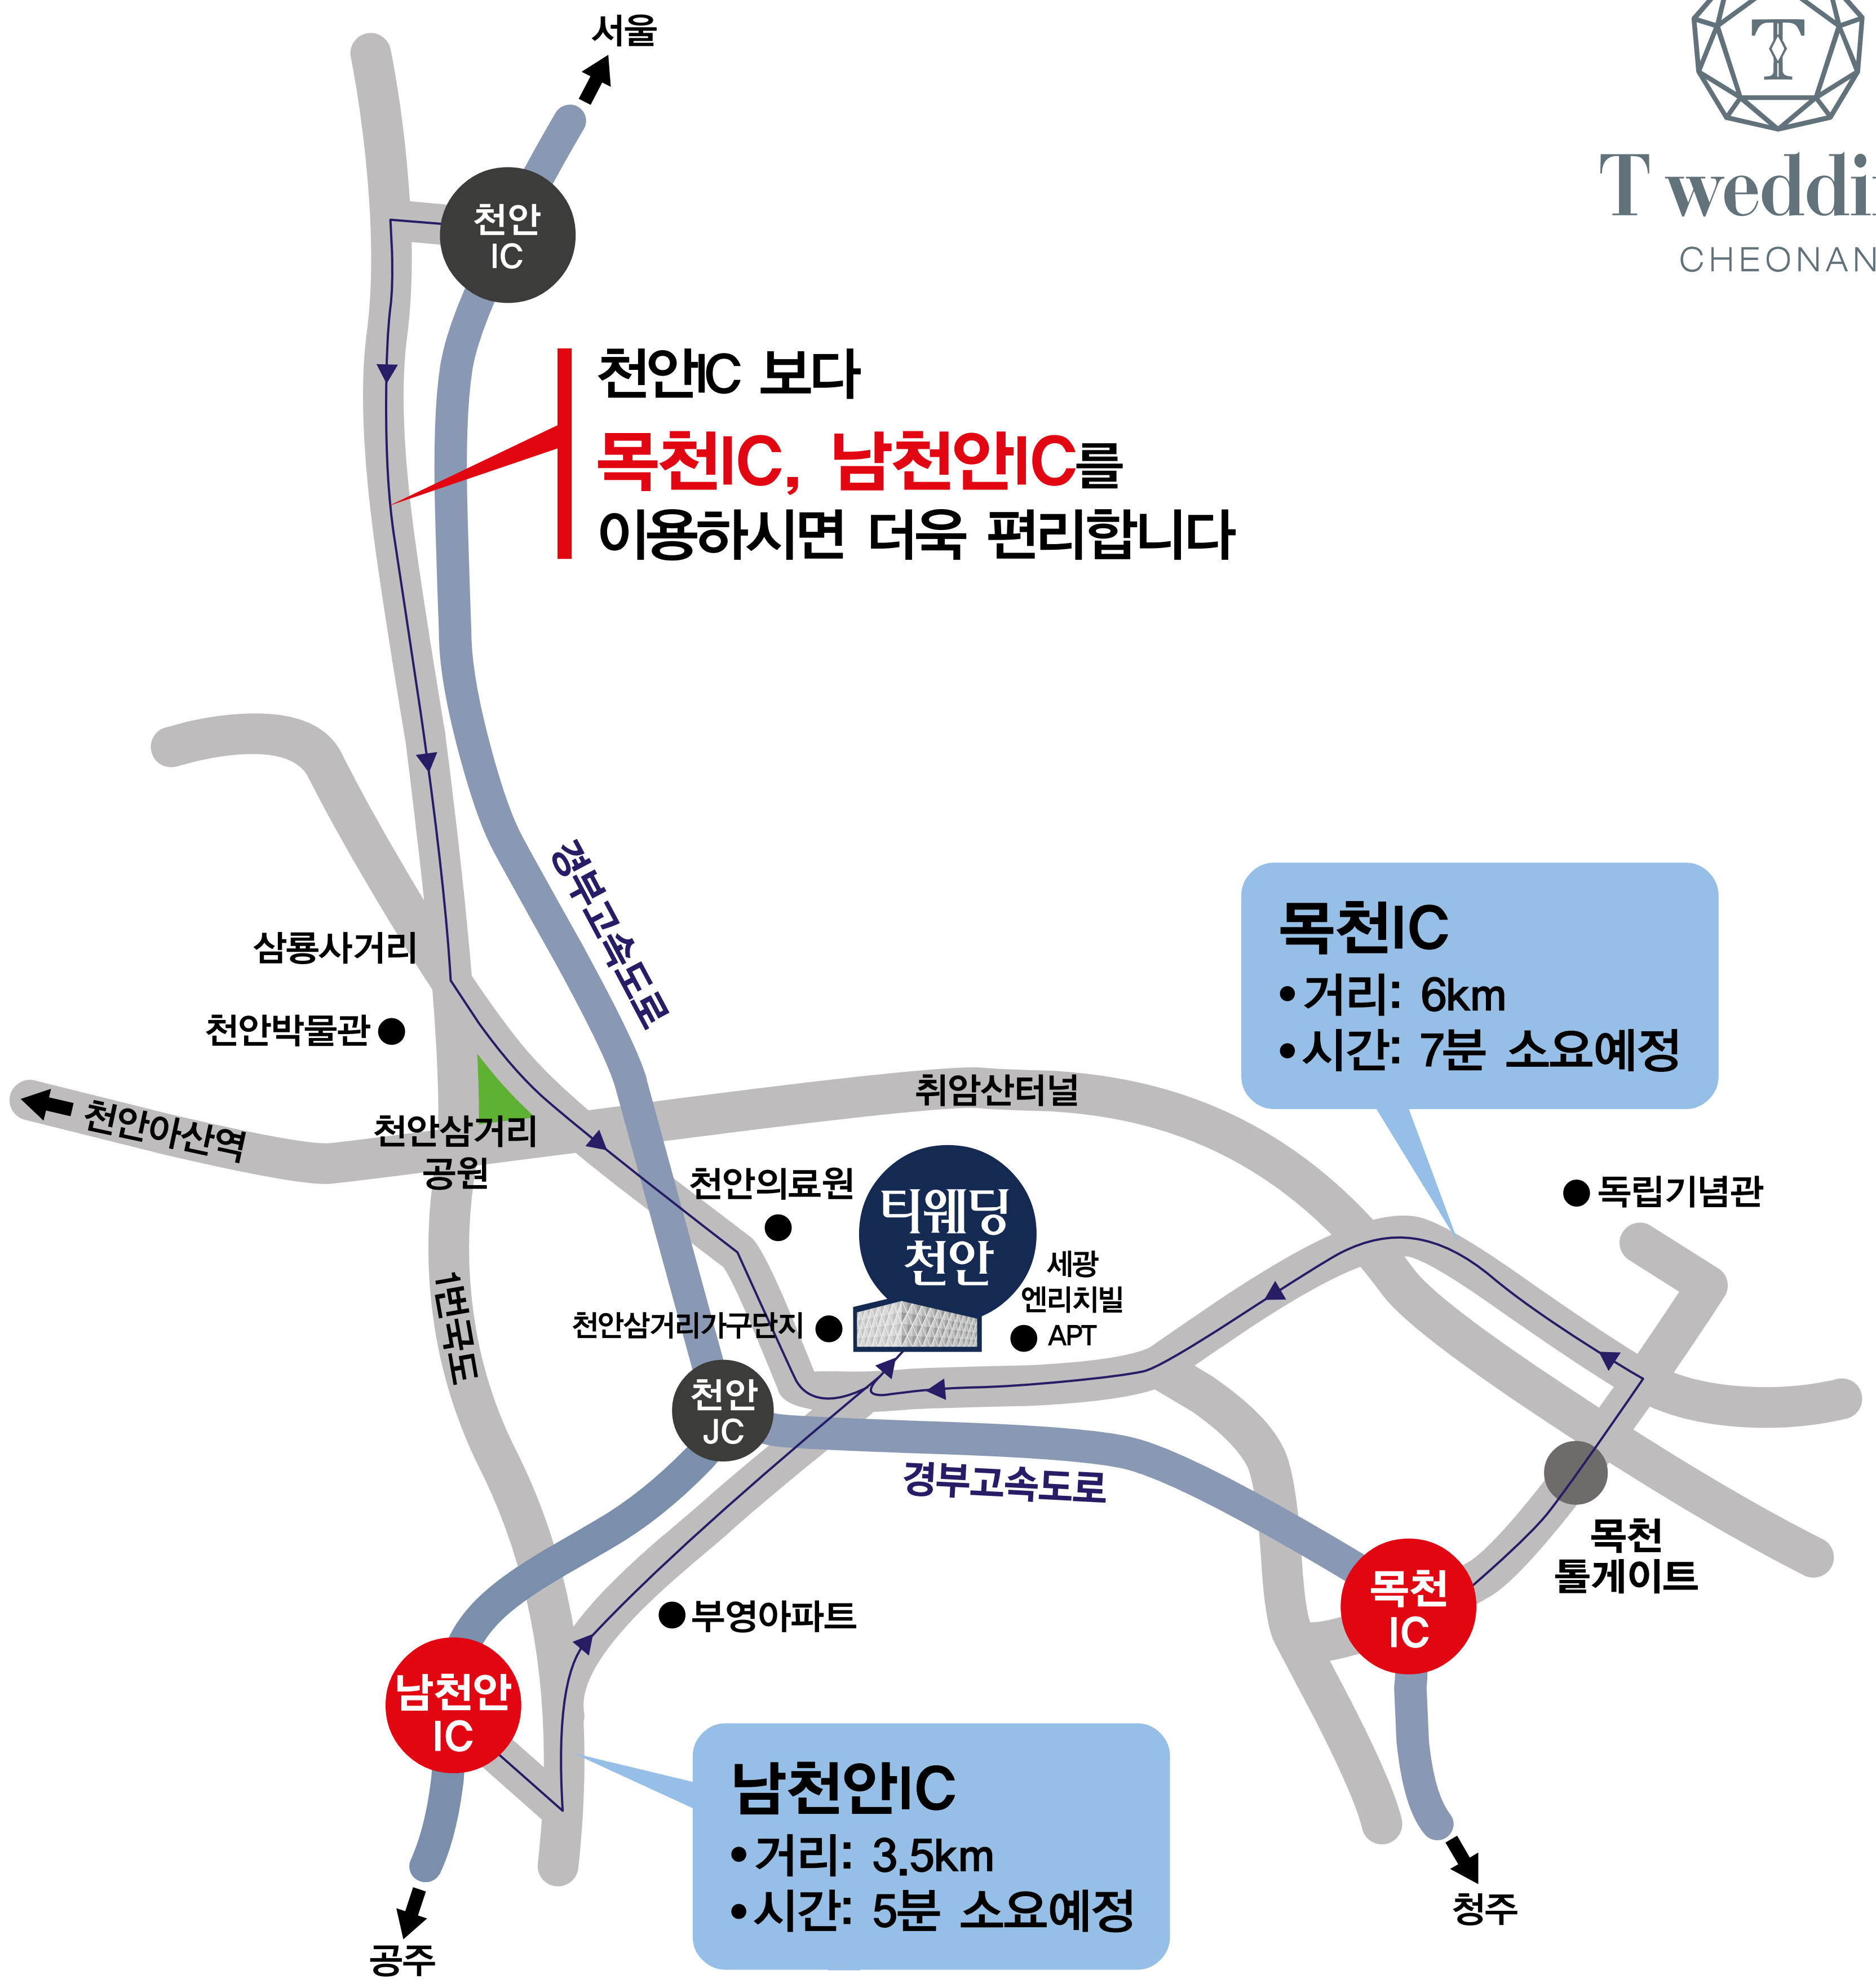 서울
T
T weddi
CHEONAN
천안
IC
천안IC 보다
목천IC, 남천안IC를
이용하시면 더욱 편리합니다
경부고속도로
목천IC
• 거리: 6km
• 시간: 7분 소요예정
삼룡사거리
천안박물관
취암산터널
천안아산역
천안삼거리
공원
천안의료원
티웨딩
천안
독립기념관
세광
엔리치빌
APT
1번국도
천안삼거리가구단지
천안
JC
경부고속도로
목천
톨게이트
목천
IC
부영아파트
남천안
IC
남천안IC
• 거리: 3.5km
• 시간: 5분 소요예정
청주
공주